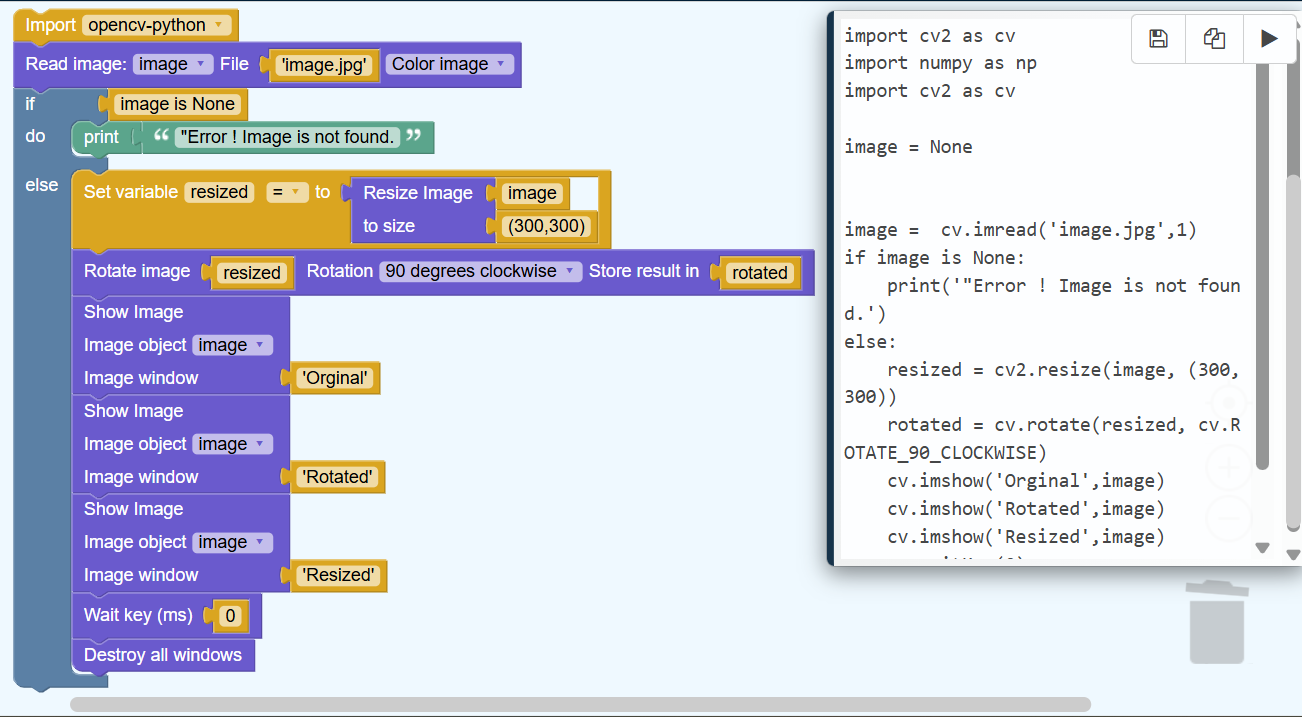 Import opencv-python
Read image: image File 'image.jpg' Color image
if image is None
do print “ "Error ! Image is not found. ”
else Set variable resized = to Resize Image image
to size (300,300)
Rotate image resized Rotation 90 degrees clockwise Store result in rotated
Show Image
Image object image
Image window 'Orginal'
Show Image
Image object image
Image window 'Rotated'
Show Image
Image object image
Image window 'Resized'
Wait key (ms) 0
Destroy all windows
import cv2 as cv
import numpy as np
import cv2 as cv
image = None
image =  cv.imread('image.jpg',1)
if image is None:
    print('"Error ! Image is not foun
d.')
else:
    resized = cv2.resize(image, (300,
300))
    rotated = cv.rotate(resized, cv.R
OTATE_90_CLOCKWISE)
    cv.imshow('Orginal',image)
    cv.imshow('Rotated',image)
    cv.imshow('Resized',image)